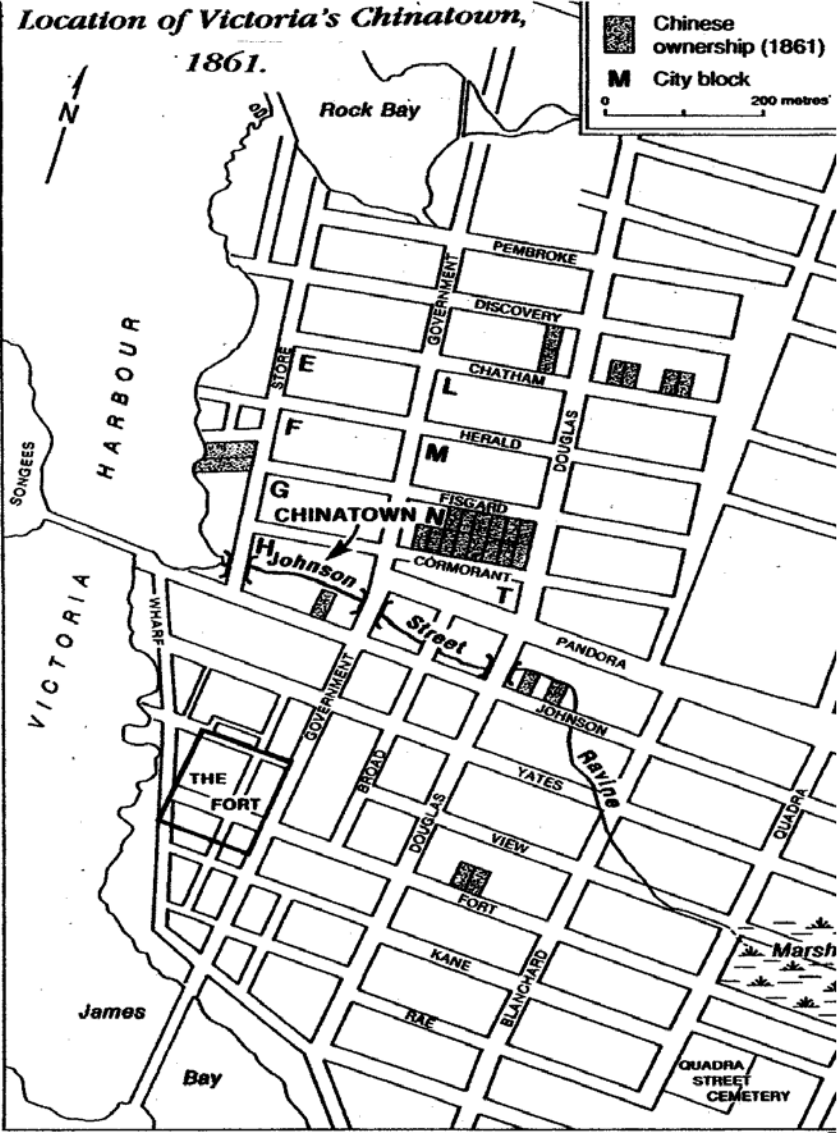 Location of Victoria's Chinatown,
1861.
Chinese
ownership (1861)
M City block
0 200 metres
N
Rock Bay
PEMBROKE
GOVERNMENT
DISCOVERY
HARBOUR
STORE
E
CHATHAM
L
DOUGLAS
F
HERALD
M
SONGEES
G
FISGARD
CHINATOWN N
H
Johnson
CORMORANT
T
Street
VICTORIA
WHARF
PANDORA
GOVERNMENT
JOHNSON
Ravine
THE
FORT
BROAD
YATES
DOUGLAS
QUADRA
VIEW
FORT
Marsh
KANE
BLANCHARD
James
RAE
Bay
QUADRA
STREET
CEMETERY